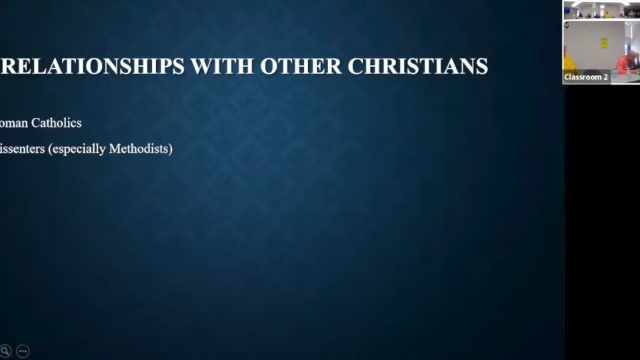 RELATIONSHIPS WITH OTHER CHRISTIANS
oman Catholics
issenters (especially Methodists)
Classroom 2